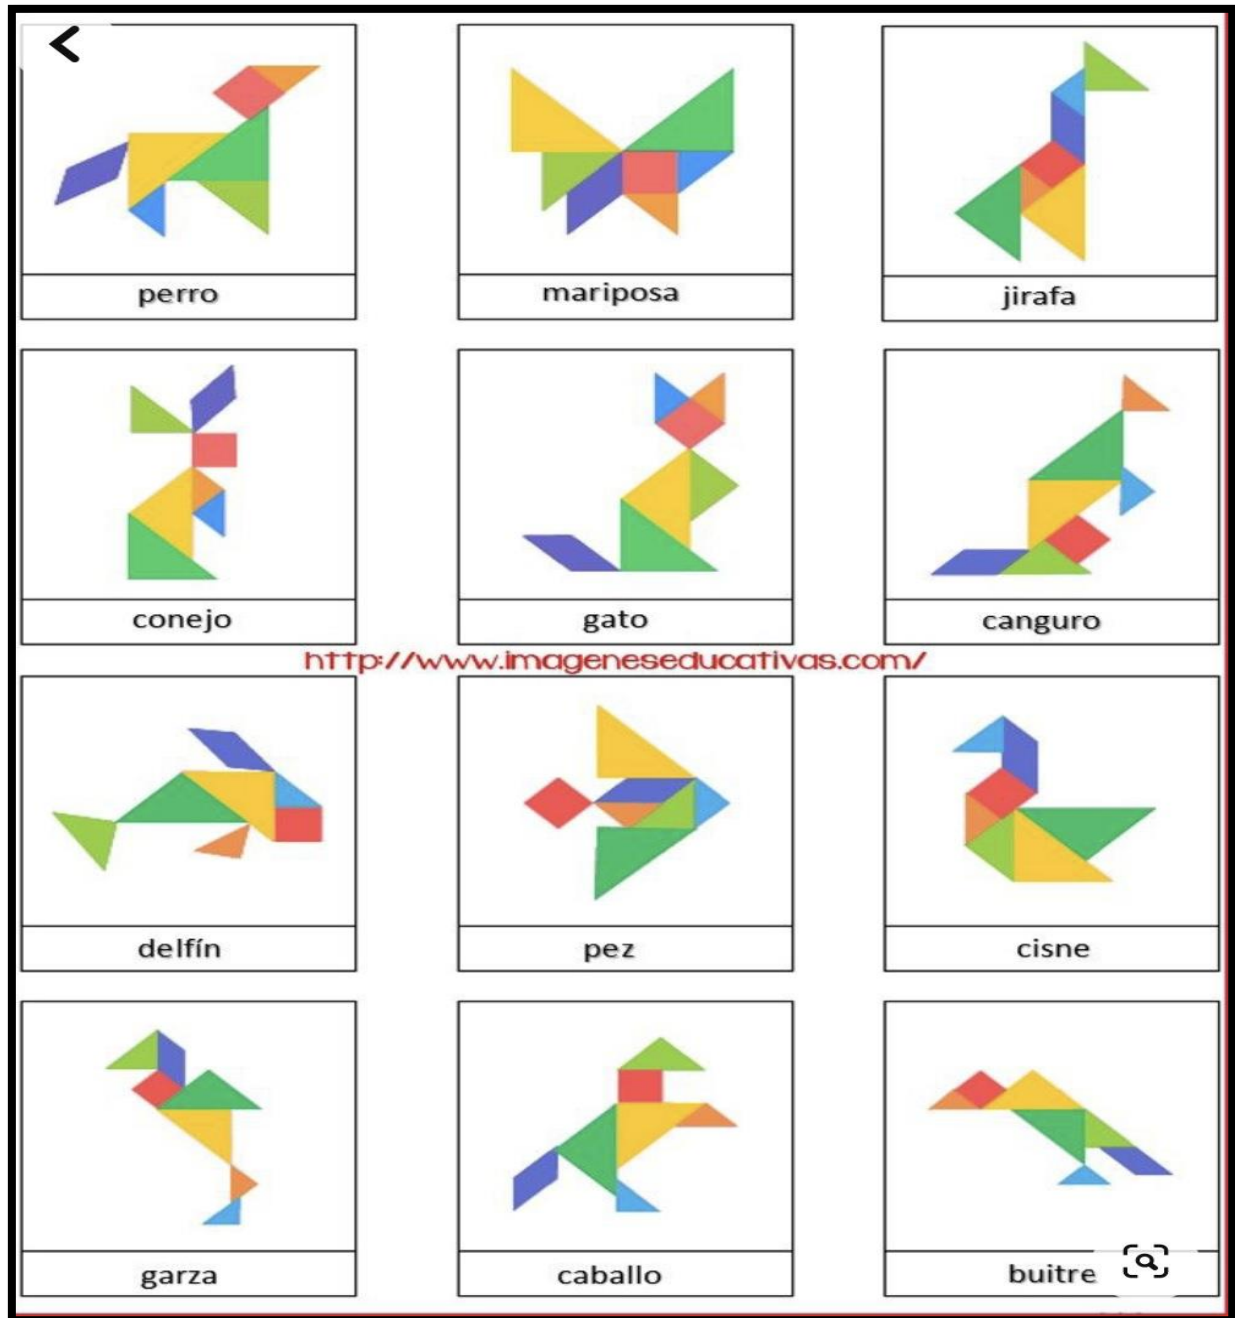 perro
mariposa
jirafa
conejo
gato
canguro
http://www.imageneseducativas.com/
delfín
pez
cisne
garza
caballo
buitre